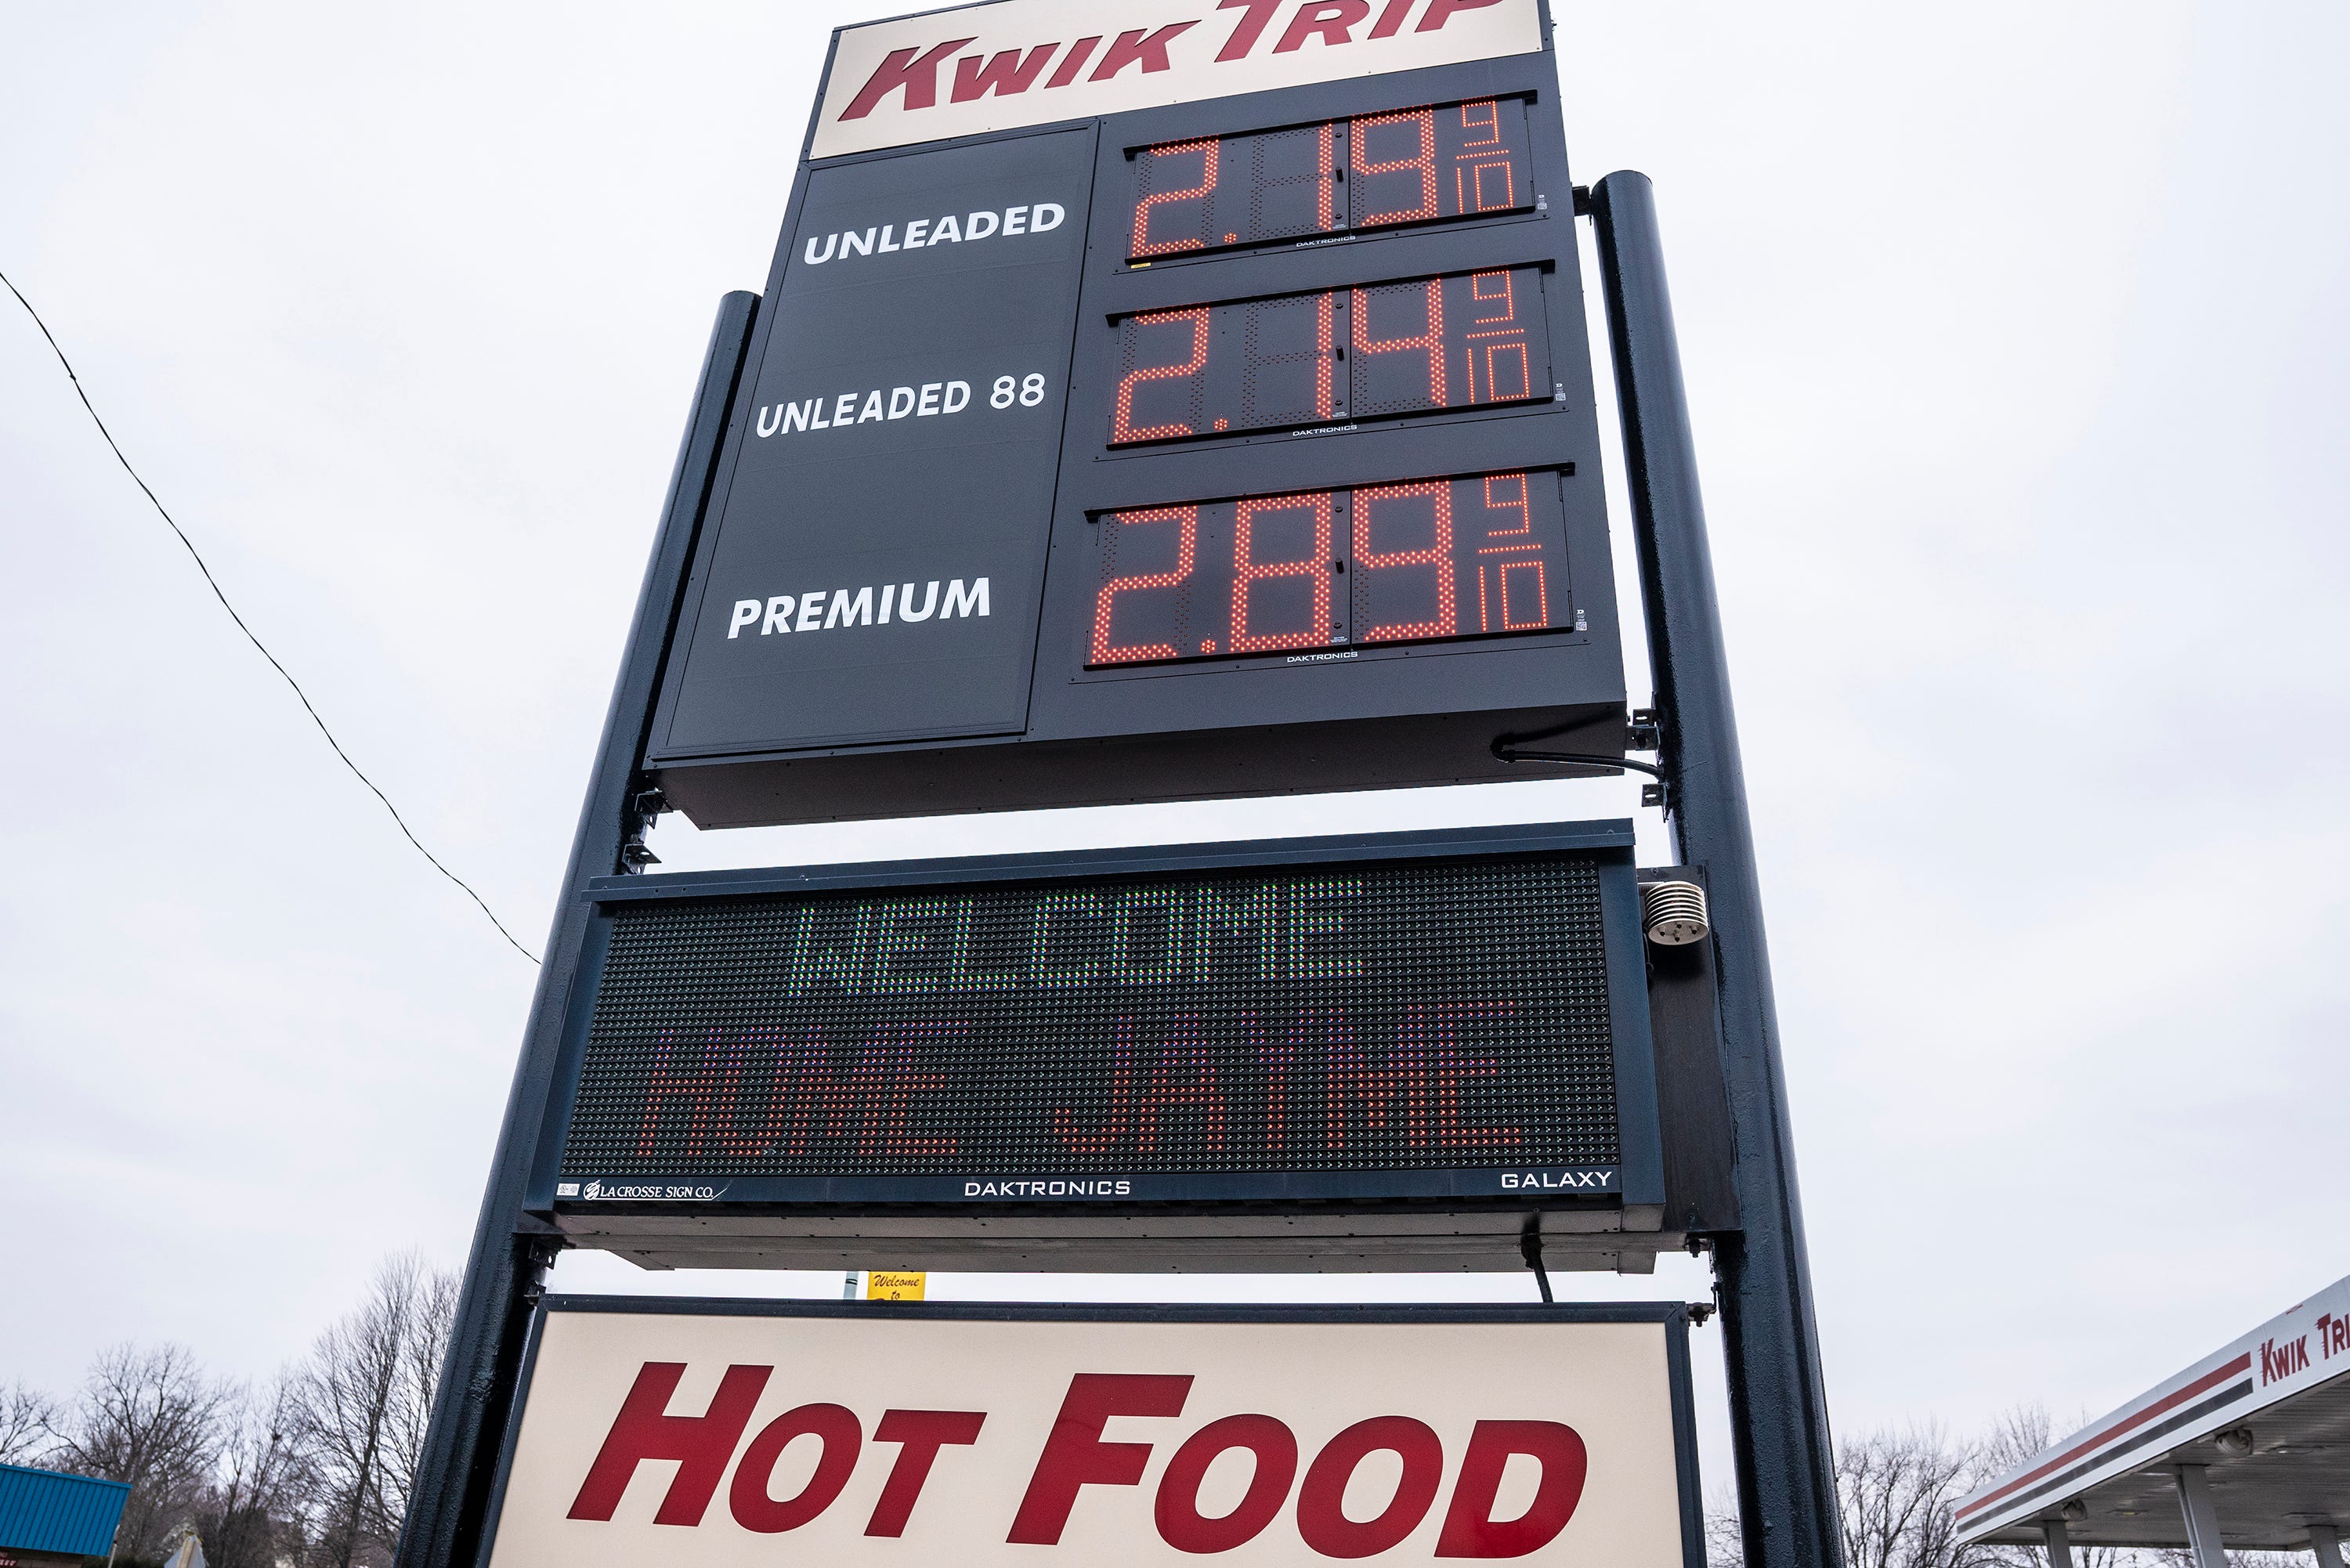 KWIK TRIP
UNLEADED 2.19 9/10
DAKTRONICS
UNLEADED 88 2.14 9/10
DAKTRONICS
PREMIUM 2.89 9/10
DAKTRONICS
WELCOME
HOME JAYME
LA CROSSE SIGN CO. DAKTRONICS GALAXY
Welcome
to
HOT FOOD
KWIK TRI